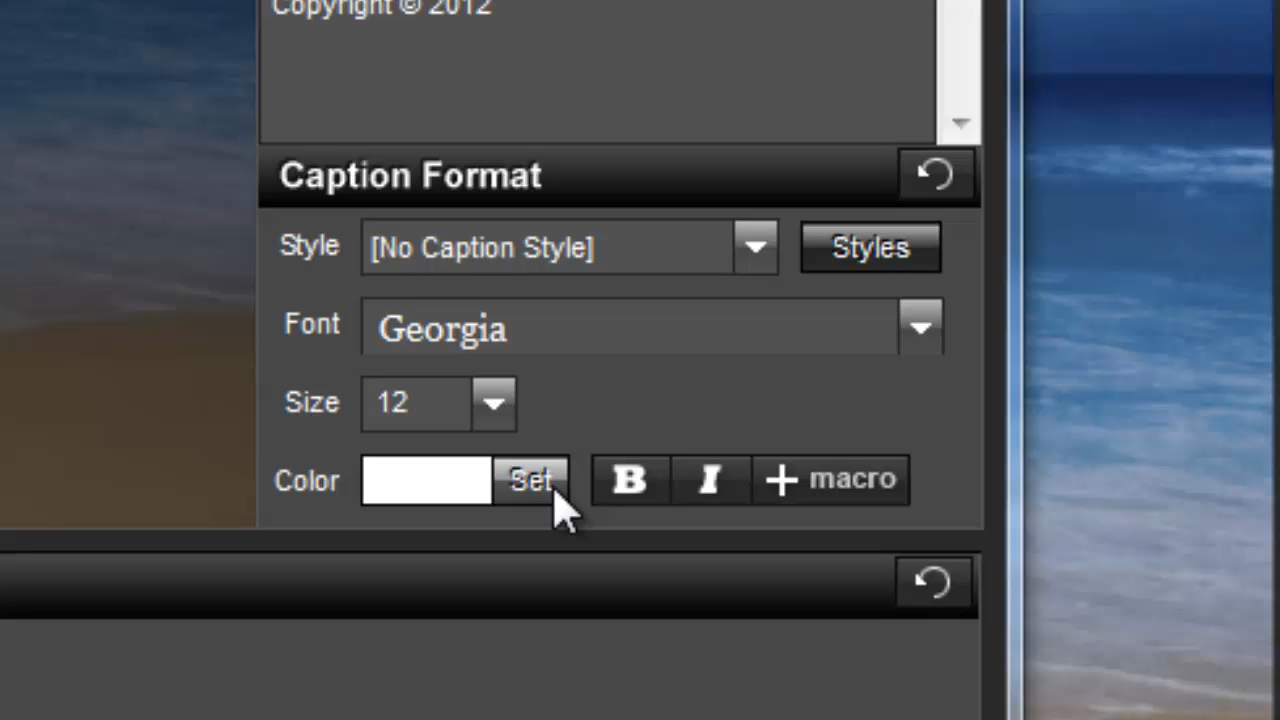 Copyright © 2012
Caption Format
Style [No Caption Style] Styles
Font Georgia
Size 12
Color Set B I + macro